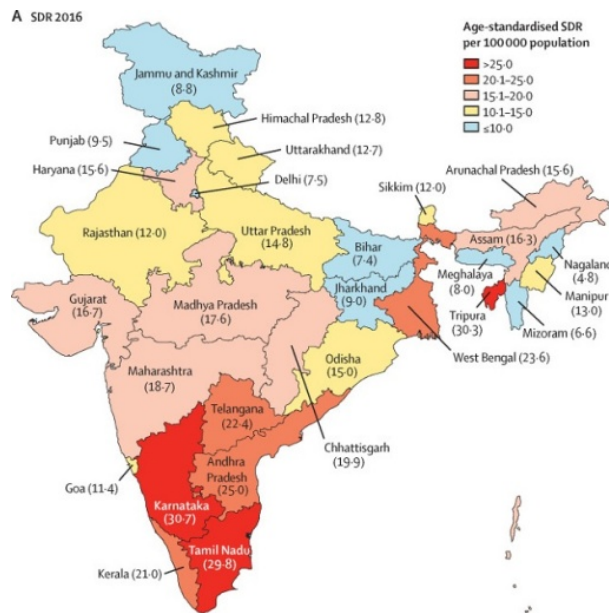 A SDR 2016
Age-standardised SDR
per 100 000 population
>25·0
20·1–25·0
15·1–20·0
10·1–15·0
≤10·0
Jammu and Kashmir
(8·8)
Himachal Pradesh (12·8)
Punjab (9·5)
Uttarakhand (12·7)
Haryana (15·6)
Delhi (7·5)
Arunachal Pradesh (15·6)
Sikkim (12·0)
Rajasthan (12·0)
Uttar Pradesh
(14·8)
Bihar
(7·4)
Assam (16·3)
Nagaland
(4·8)
Meghalaya
(8·0)
Manipur
(13·0)
Jharkhand
(9·0)
Gujarat
(16·7)
Madhya Pradesh
(17·6)
Tripura
(30·3)
Mizoram (6·6)
West Bengal (23·6)
Odisha
(15·0)
Maharashtra
(18·7)
Telangana
(22·4)
Chhattisgarh
(19·9)
Andhra
Pradesh
(25·0)
Goa (11·4)
Karnataka
(30·7)
Tamil Nadu
(29·8)
Kerala (21·0)